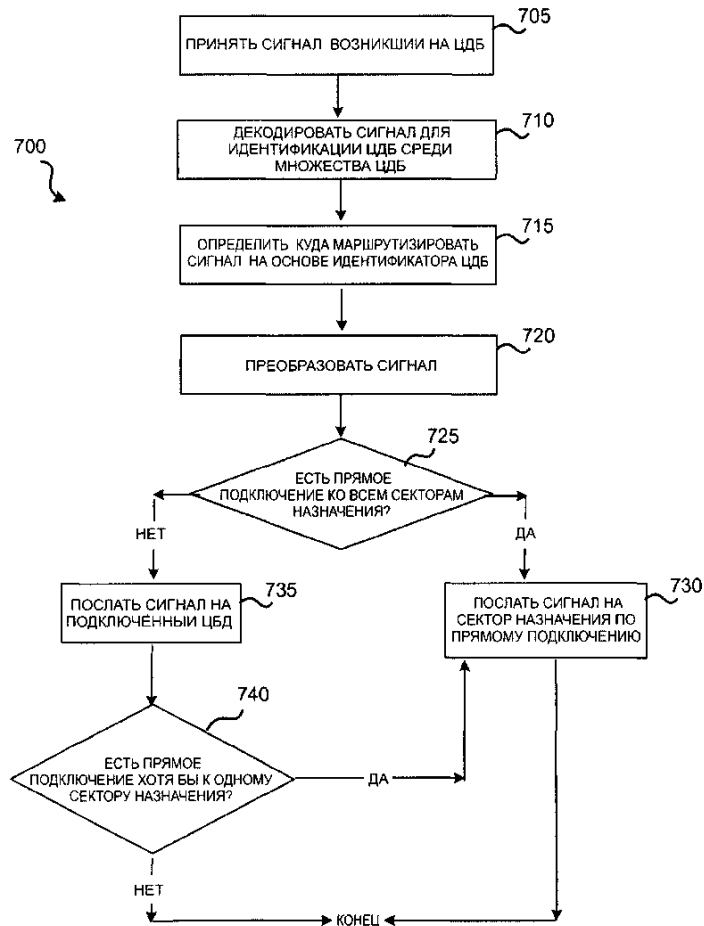 705
ПРИНЯТЬ СИГНАЛ ВОЗНИКШИИ НА ЦДБ
710
ДЕКОДИРОВАТЬ СИГНАЛ ДЛЯ
ИДЕНТИФИКАЦИИ ЦДБ СРЕДИ
МНОЖЕСТВА ЦДБ
700
715
ОПРЕДЕЛИТЬ КУДА МАРШРУТИЗИРОВАТЬ
СИГНАЛ НА ОСНОВЕ ИДЕНТИФИКАТОРА ЦДБ
720
ПРЕОБРАЗОВАТЬ СИГНАЛ
725
ЕСТЬ ПРЯМОЕ
ПОДКЛЮЧЕНИЕ КО ВСЕМ СЕКТОРАМ
НАЗНАЧЕНИЯ?
НЕТ
ДА
735
ПОСЛАТЬ СИГНАЛ НА
ПОДКЛЮЧЕННЫЙ ЦБД
730
ПОСЛАТЬ СИГНАЛ НА
СЕКТОР НАЗНАЧЕНИЯ ПО
ПРЯМОМУ ПОДКЛЮЧЕНИЮ
740
ЕСТЬ ПРЯМОЕ
ПОДКЛЮЧЕНИЕ ХОТЯ БЫ К ОДНОМУ
СЕКТОРУ НАЗНАЧЕНИЯ?
ДА
НЕТ
КОНЕЦ